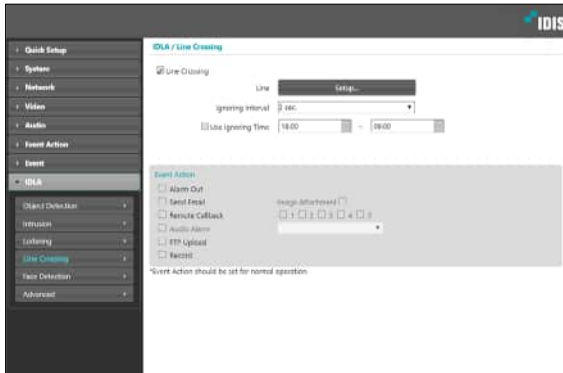 IDIS
Quick Setup
System
Network
Video
Audio
Event Action
Event
IDLA
Object Detection
Intrusion
Loitering
Line Crossing
Face Detection
Advanced
IDLA / Line Crossing
Line Crossing
Line Setup...
Ignoring Interval 2 sec.
Use Ignoring Time 18:00 ~ 09:00
Event Action
Alarm Out
Send Email Image Attachment
Remote Callback 1 2 3 4 5
Audio Alarm
FTP Upload
Record
*Event Action should be set for normal operation